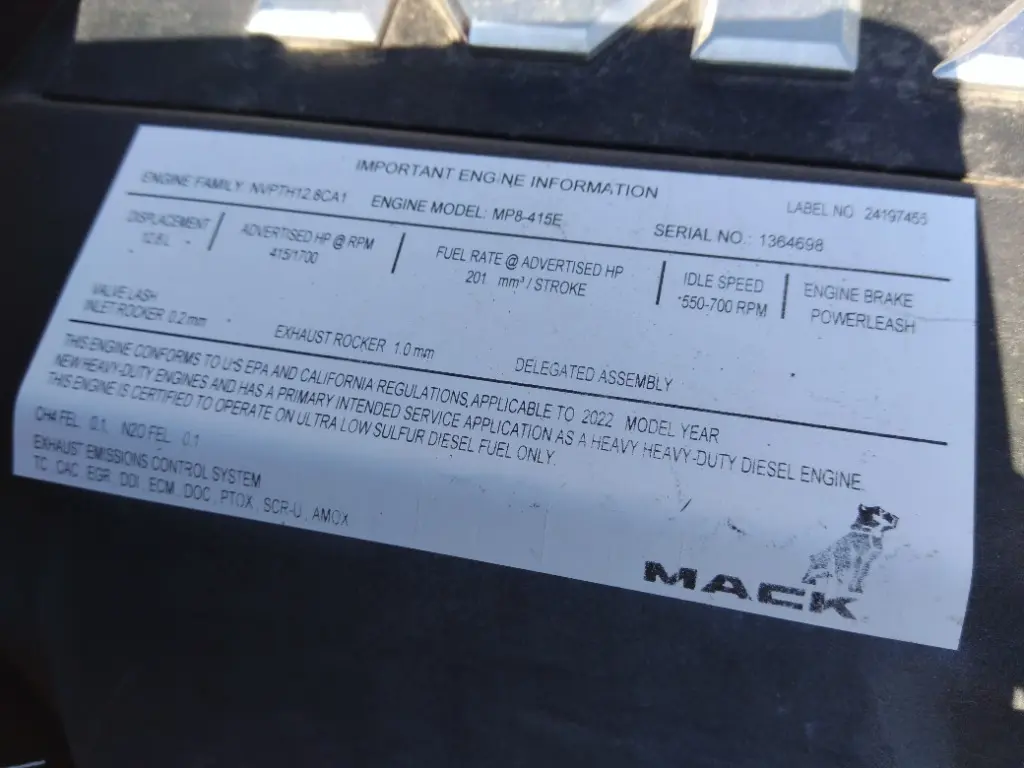 IMPORTANT ENGINE INFORMATION
LABEL NO 24197455
ENGINE FAMILY NVPTH12.8CA1 ENGINE MODEL: MP8-415E SERIAL NO.: 1364698
DISPLACEMENT
12.8 L
ADVERTISED HP @ RPM
415/1700
FUEL RATE @ ADVERTISED HP
201 mm³ / STROKE
IDLE SPEED
550-700 RPM
ENGINE BRAKE
POWERLEASH
VALVE LASH
INLET ROCKER 0.2 mm EXHAUST ROCKER 1.0 mm DELEGATED ASSEMBLY
THIS ENGINE CONFORMS TO U.S EPA AND CALIFORNIA REGULATIONS, APPLICABLE TO 2022 MODEL YEAR
NEW HEAVY-DUTY ENGINES AND HAS A PRIMARY INTENDED SERVICE APPLICATION AS A HEAVY HEAVY-DUTY DIESEL ENGINE.
THIS ENGINE IS CERTIFIED TO OPERATE ON ULTRA LOW SULFUR DIESEL FUEL ONLY.
CH4 FEL 0.1, N2O FEL 0.1
EXHAUST EMISSIONS CONTROL SYSTEM
TC, CAC, EGR, DDI, ECM, DOC, PTOX, SCR-U, AMOX
MACK